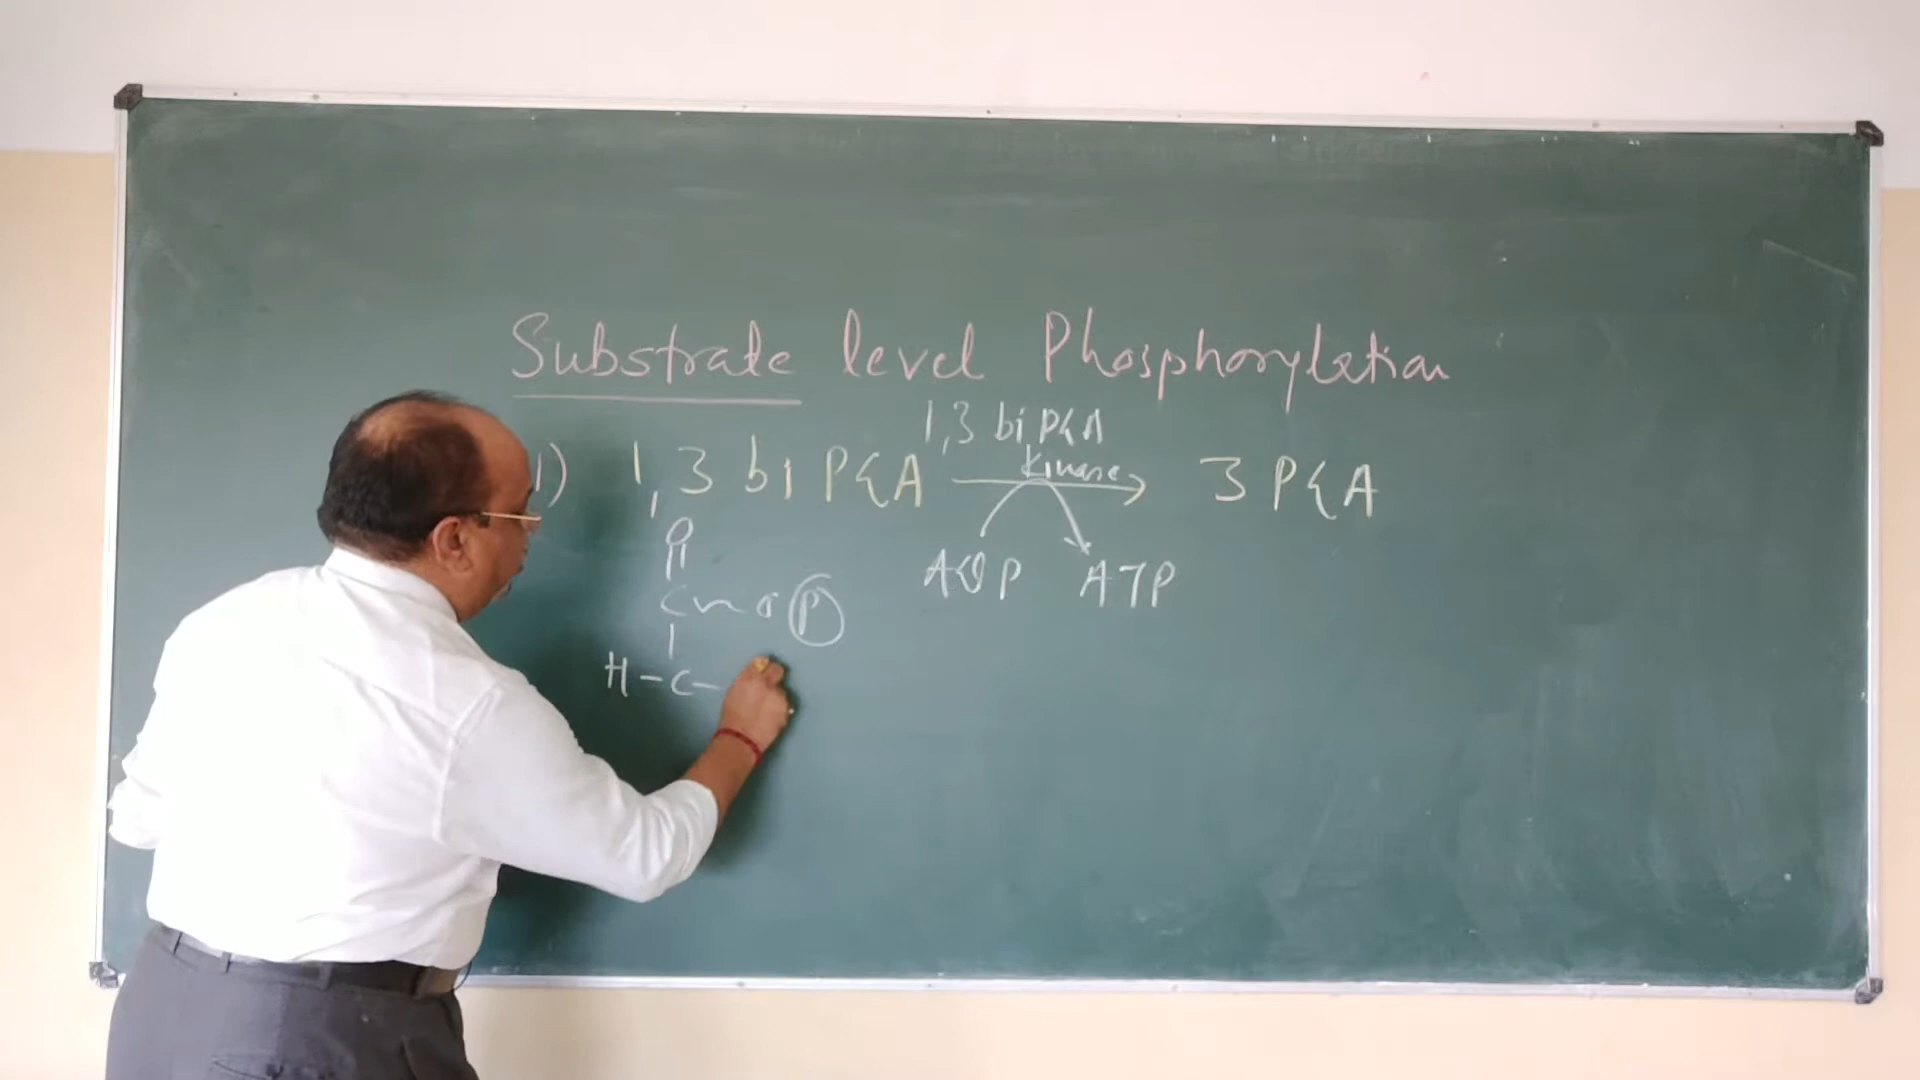 Substrate level Phosphorylation
1,3 bi PGA
Kinase
1) 1,3 bi PGA → 3 PGA
ADP ATP
O
||
C~O P
|
H-C-